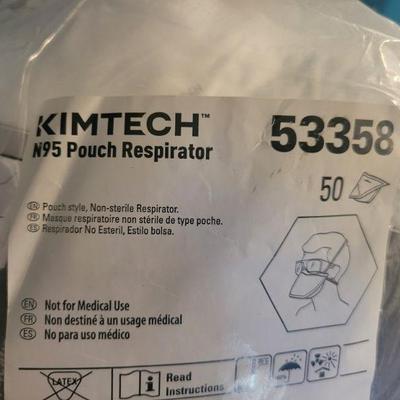 KIMTECH™ 53358
N95 Pouch Respirator
50
EN Pouch style, Non-sterile Respirator.
FR Masque respiratoire non stérile de type poche.
ES Respirador No Esteril, Estilo bolsa.
EN Not for Medical Use
FR Non destiné à un usage médical
ES No para uso médico
LATEX
i Read
Instructions